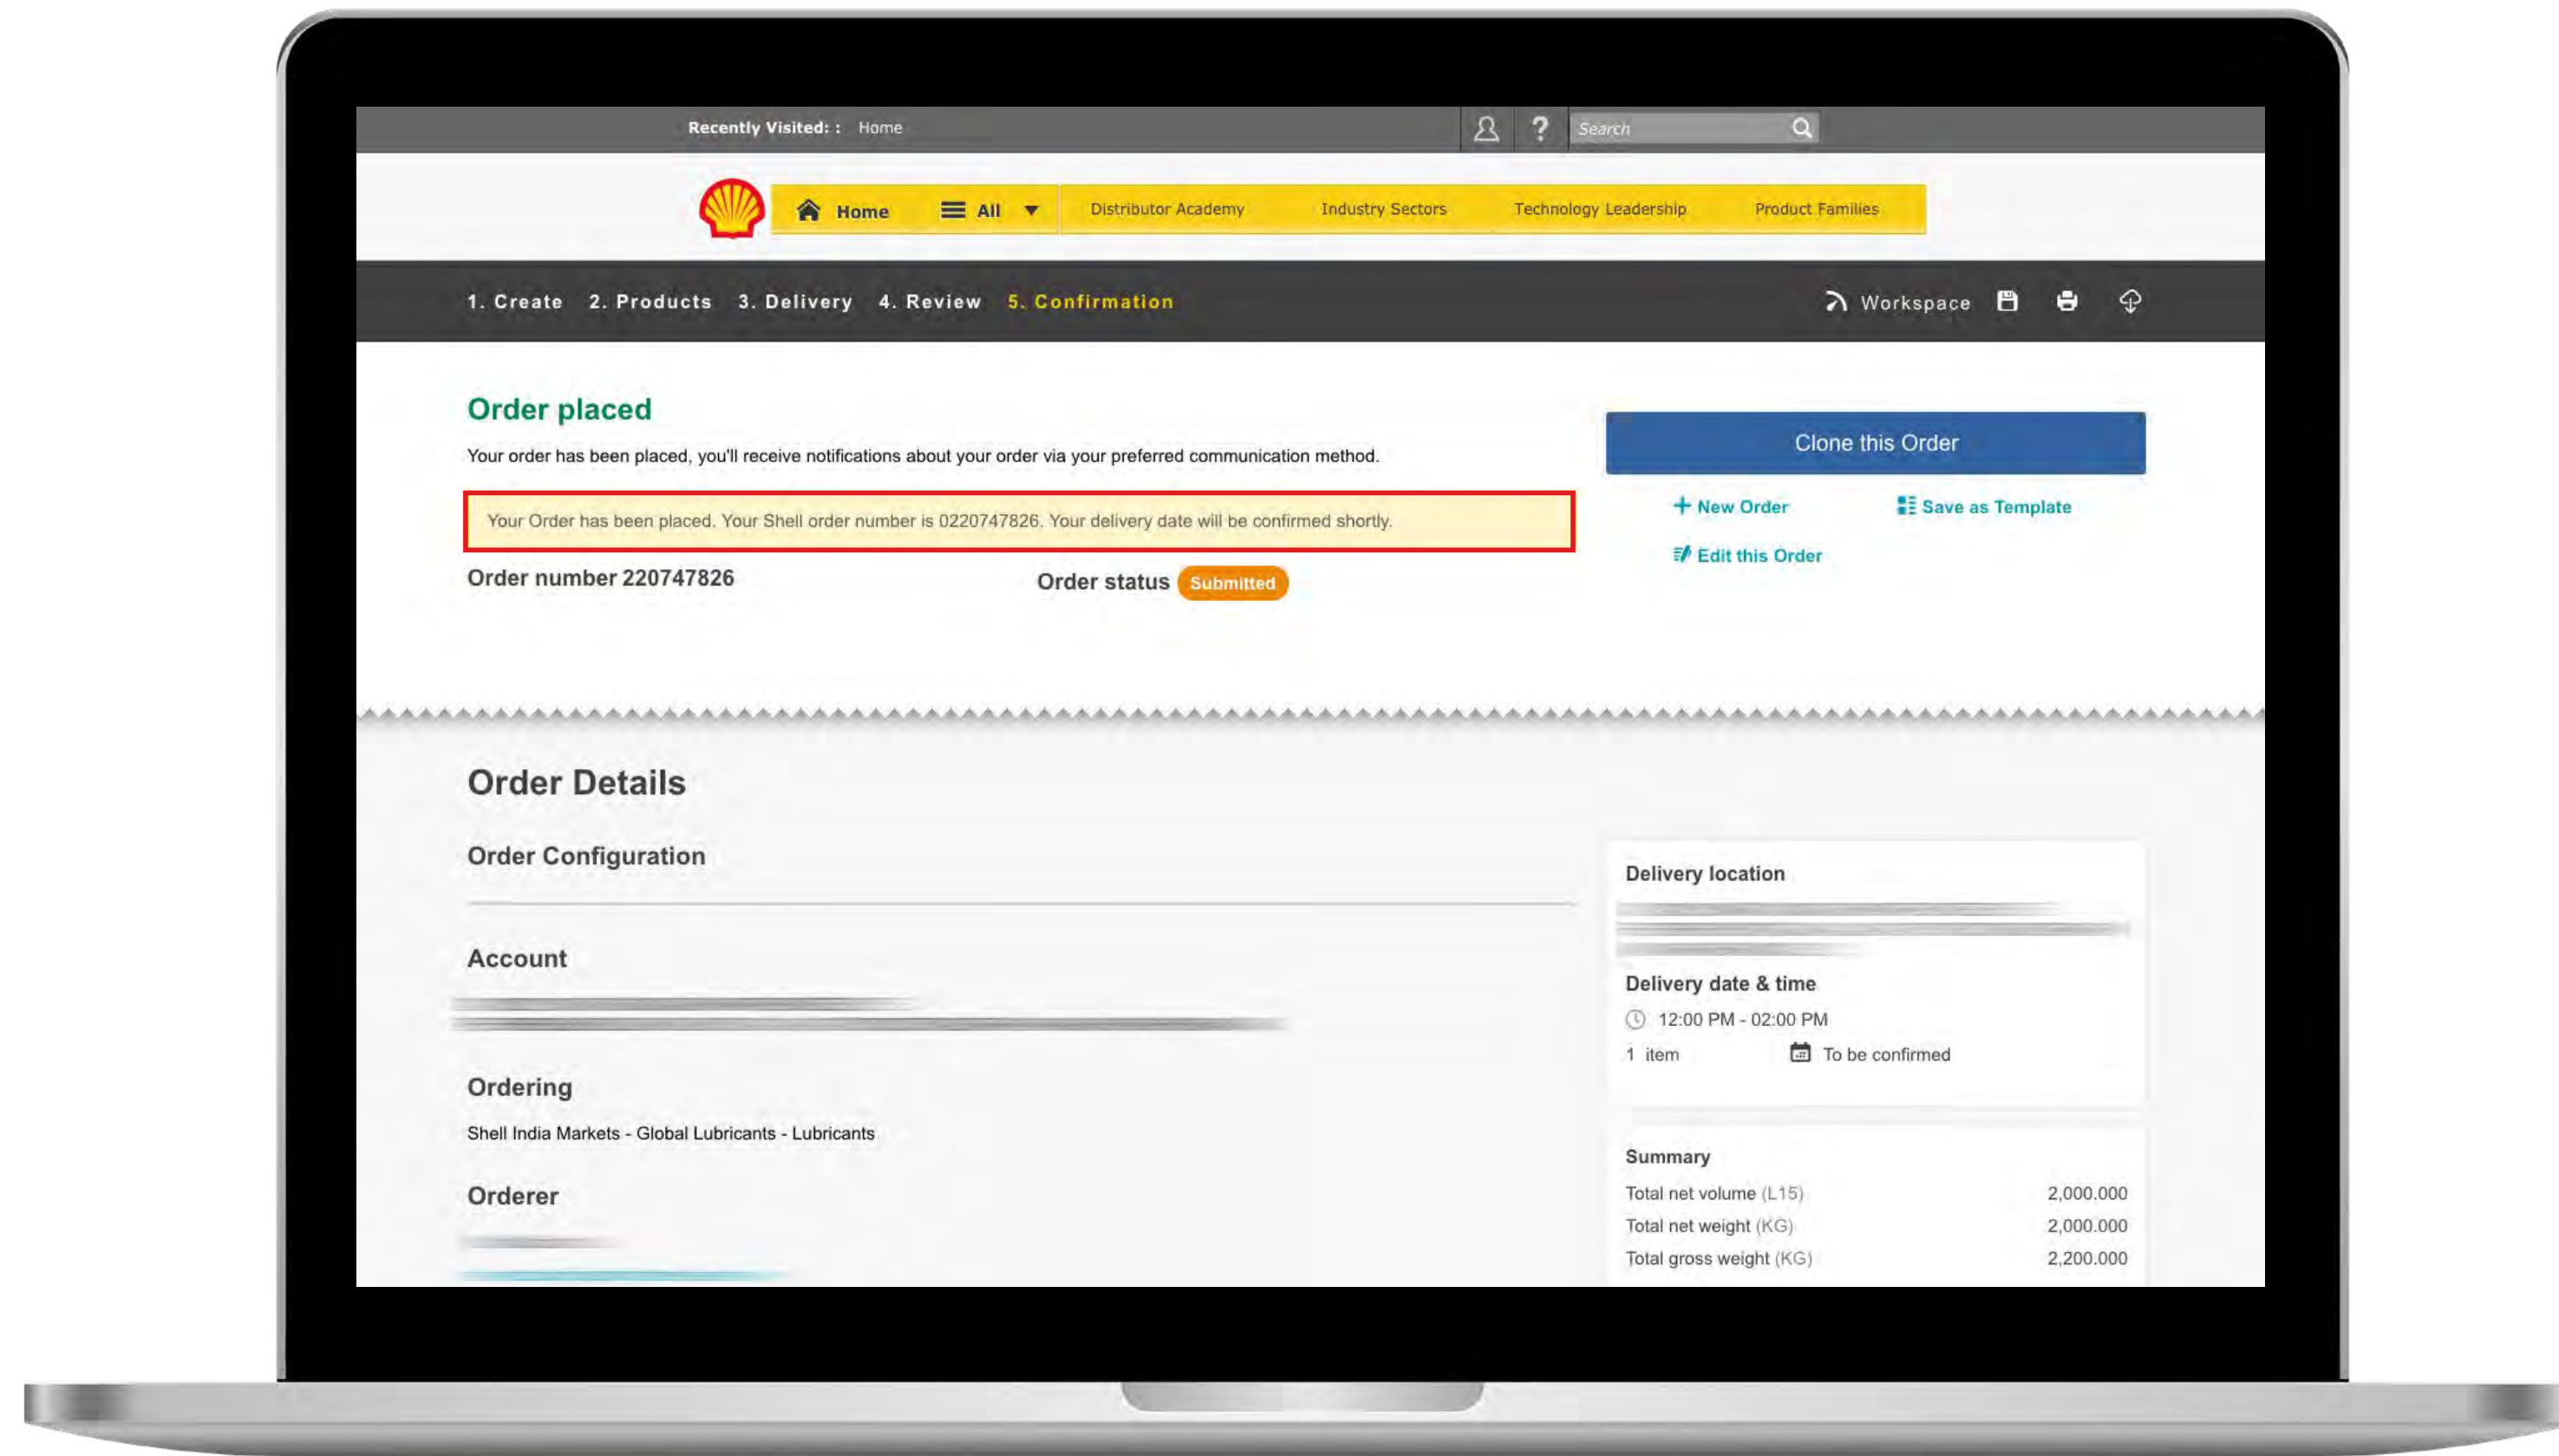 Recently Visited: : Home
? Search
Home All Distributor Academy Industry Sectors Technology Leadership Product Families
1. Create 2. Products 3. Delivery 4. Review 5. Confirmation Workspace
Order placed
Your order has been placed, you'll receive notifications about your order via your preferred communication method.
Your Order has been placed. Your Shell order number is 0220747826. Your delivery date will be confirmed shortly.
Order number 220747826 Order status Submitted
Clone this Order
+ New Order Save as Template
Edit this Order
Order Details
Order Configuration
Account
Ordering
Shell India Markets - Global Lubricants - Lubricants
Orderer
Delivery location
Delivery date & time
12:00 PM - 02:00 PM
1 item To be confirmed
Summary
Total net volume (L15) 2,000.000
Total net weight (KG) 2,000.000
Total gross weight (KG) 2,200.000